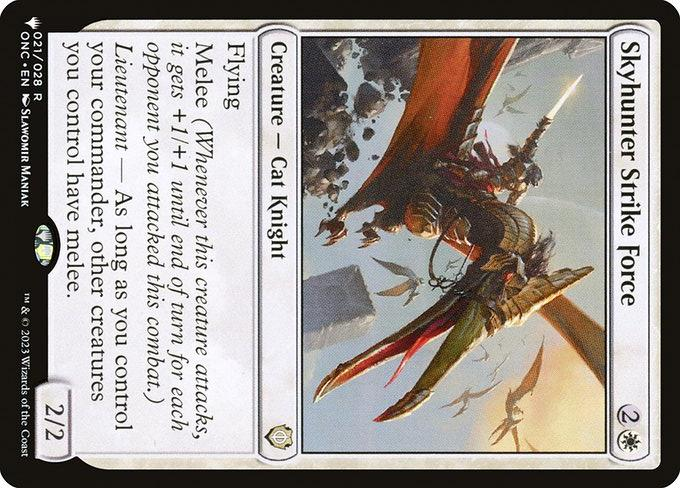 Skyhunter Strike Force
2
Creature — Cat Knight
Flying
Melee (Whenever this creature attacks,
it gets +1/+1 until end of turn for each
opponent you attacked this combat.)
Lieutenant — As long as you control
your commander, other creatures
you control have melee.
2/2
021/028 R
ONC • EN Slawomir Maniak
™ & © 2023 Wizards of the Coast